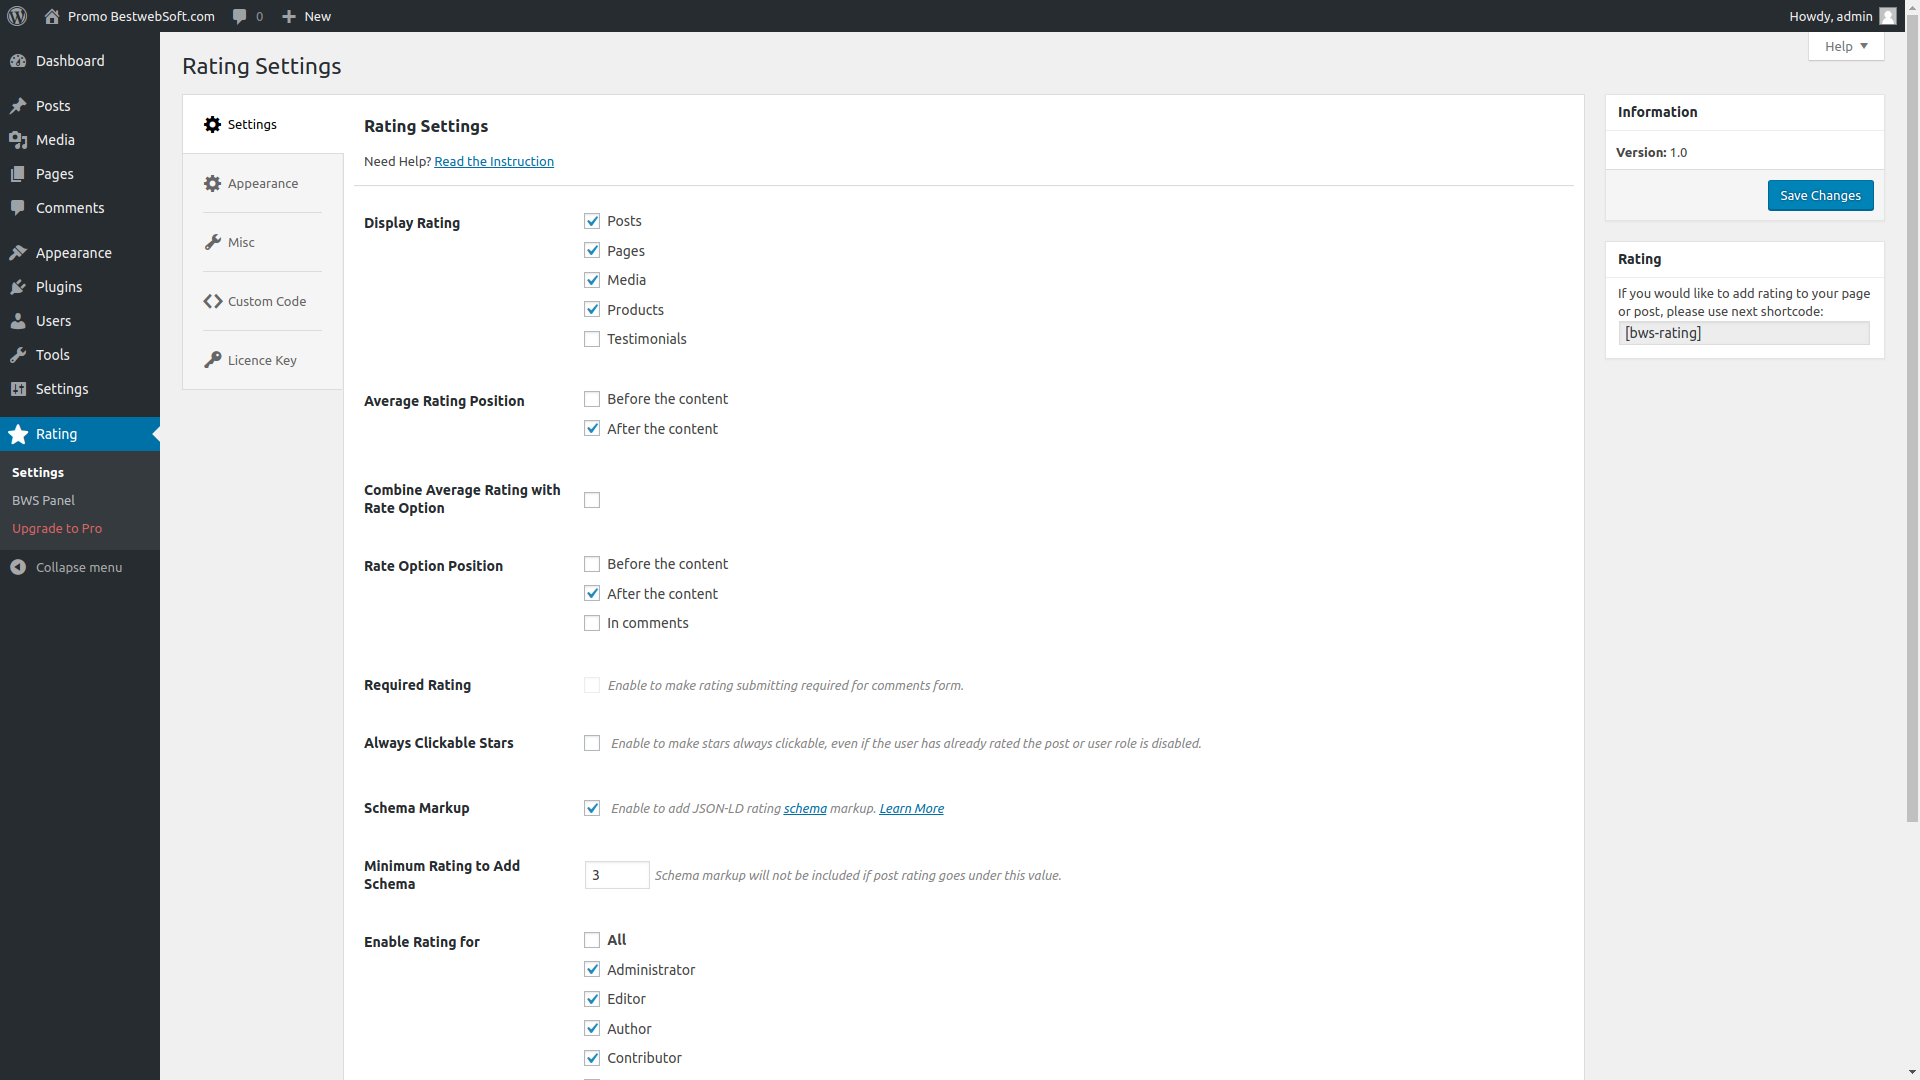 Promo BestwebSoft.com
0
New
Howdy, admin
Help
Dashboard
Posts
Media
Pages
Comments
Appearance
Plugins
Users
Tools
Settings
Rating
Settings
BWS Panel
Upgrade to Pro
Collapse menu
Rating Settings
Settings
Appearance
Misc
Custom Code
Licence Key
Rating Settings
Need Help? Read the Instruction
Display Rating
Posts
Pages
Media
Products
Testimonials
Average Rating Position
Before the content
After the content
Combine Average Rating with
Rate Option
Rate Option Position
Before the content
After the content
In comments
Required Rating
Enable to make rating submitting required for comments form.
Always Clickable Stars
Enable to make stars always clickable, even if the user has already rated the post or user role is disabled.
Schema Markup
Enable to add JSON-LD rating schema markup. Learn More
Minimum Rating to Add
Schema
3
Schema markup will not be included if post rating goes under this value.
Enable Rating for
All
Administrator
Editor
Author
Contributor
Information
Version: 1.0
Save Changes
Rating
If you would like to add rating to your page
or post, please use next shortcode:
[bws-rating]